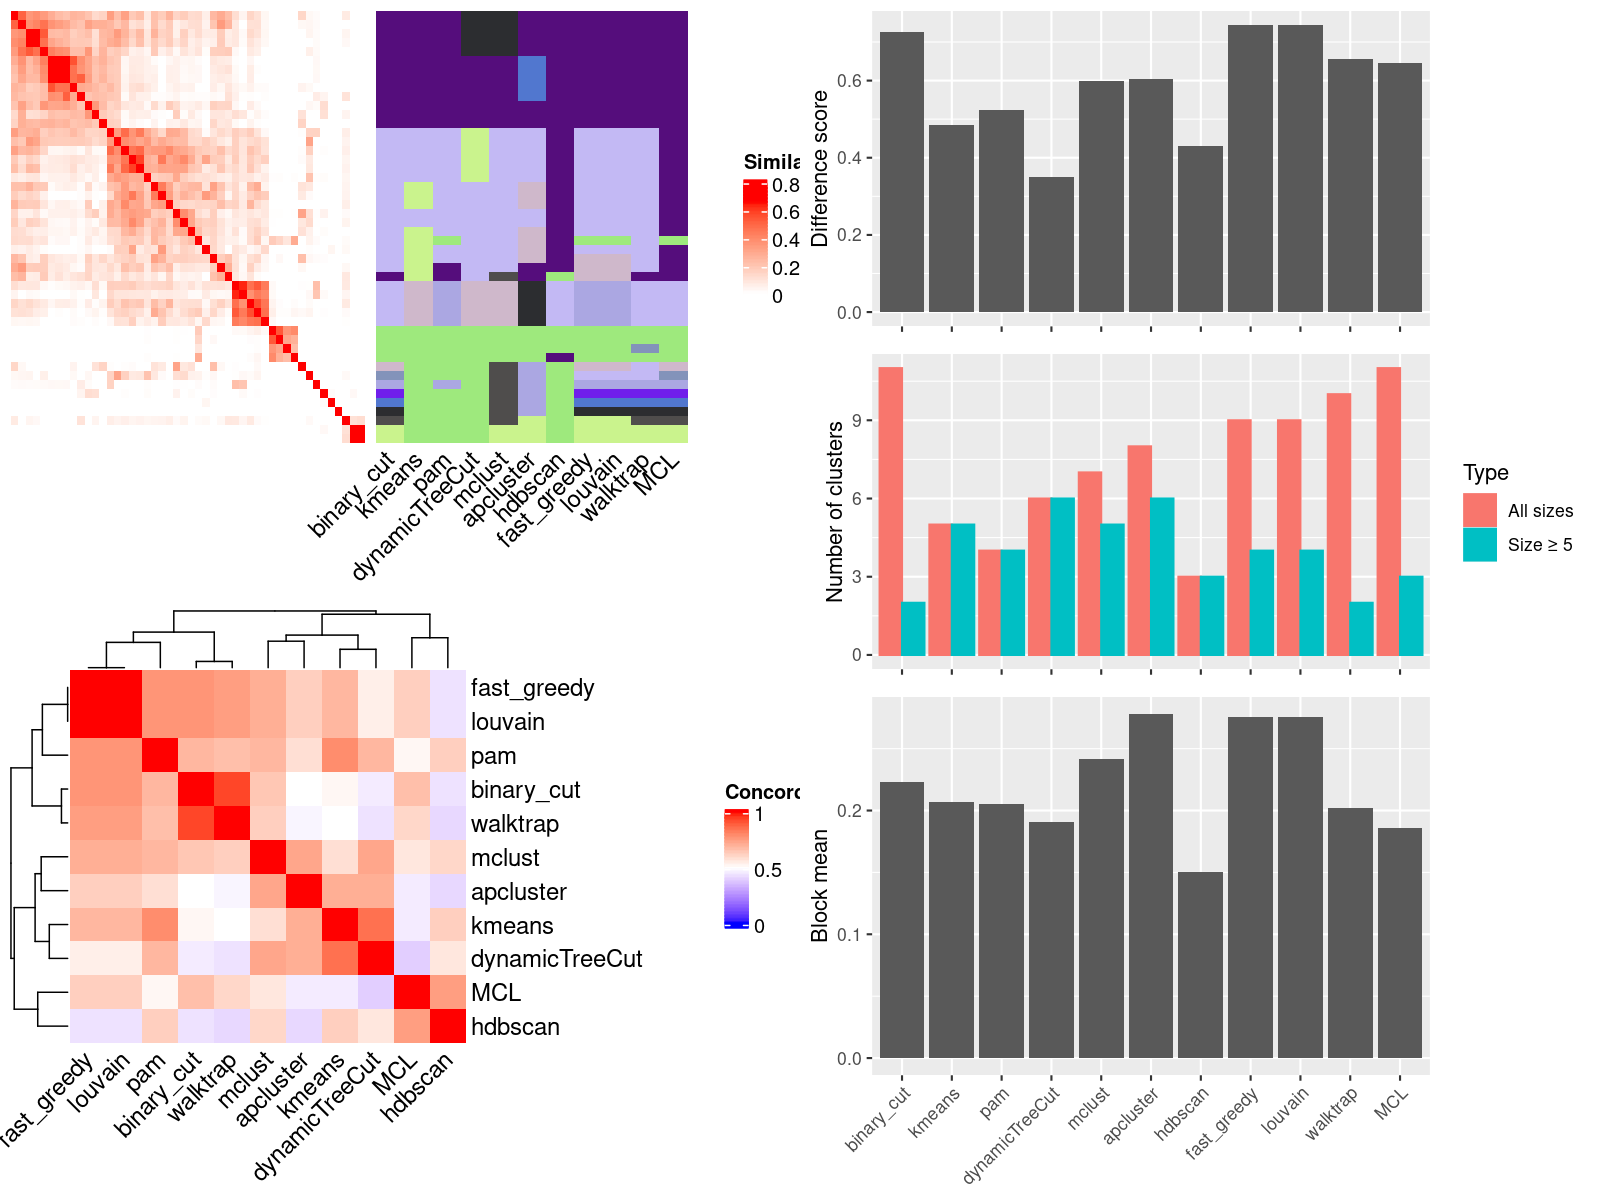 Simila
0.8
0.6
0.4
0.2
0
binary_cut
kmeans
pam
dynamicTreeCut
mclust
apcluster
hdbscan
fast_greedy
louvain
walktrap
MCL
Difference score
0.6
0.4
0.2
0.0
Number of clusters
9
6
3
0
Type
All sizes
Size ≥ 5
fast_greedy
louvain
pam
binary_cut
walktrap
mclust
apcluster
kmeans
dynamicTreeCut
MCL
hdbscan
fast_greedy
louvain
pam
binary_cut
walktrap
mclust
apcluster
kmeans
dynamicTreeCut
MCL
hdbscan
Concord
1
0.5
0
Block mean
0.2
0.1
0.0
binary_cut
kmeans
pam
dynamicTreeCut
mclust
apcluster
hdbscan
fast_greedy
louvain
walktrap
MCL